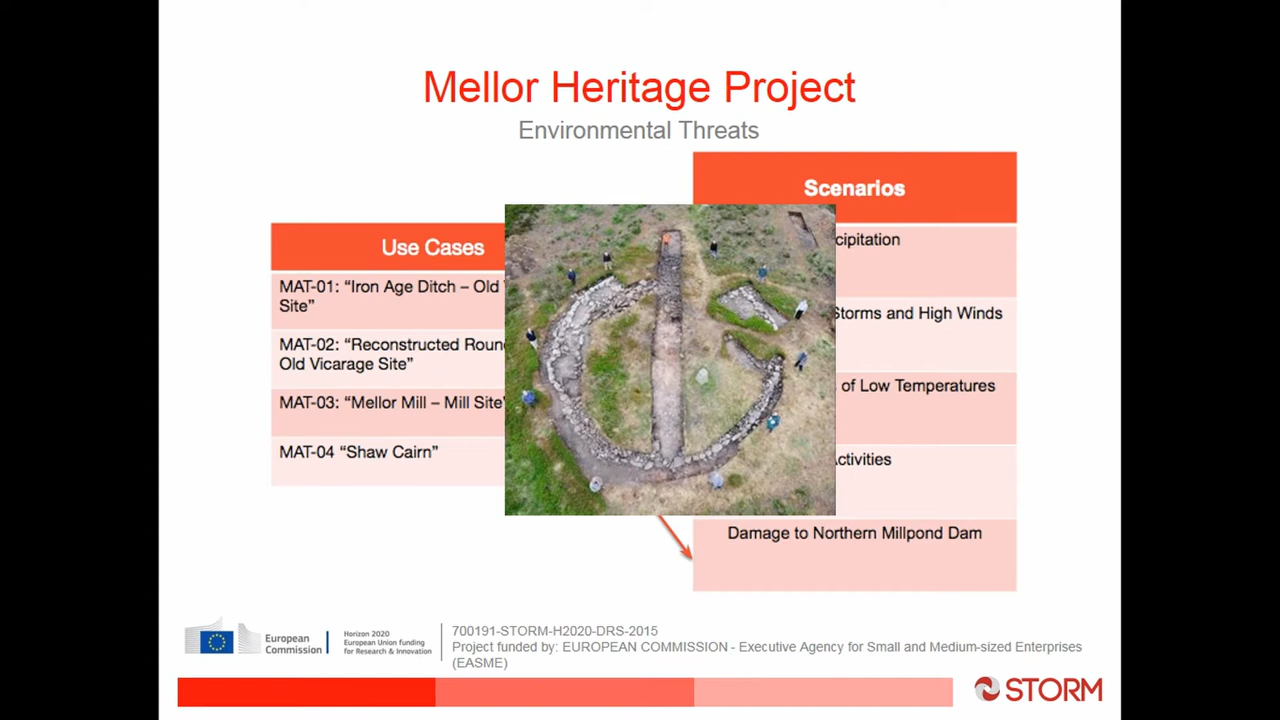 Mellor Heritage Project
Environmental Threats
Use Cases
MAT-01: “Iron Age Ditch – Old
Site”
MAT-02: “Reconstructed
Old Vicarage Site”
MAT-03: “Mellor Mill – Mill Site”
MAT-04 “Shaw Cairn”
Scenarios
cipitation
Storms and High Winds
of Low Temperatures
Activities
Damage to Northern Millpond Dam
European
Commission
Horizon 2020
European Union funding
for Research & Innovation
700191-STORM-H2020-DRS-2015
Project funded by: EUROPEAN COMMISSION - Executive Agency for Small and Medium-sized Enterprises
(EASME)
STORM